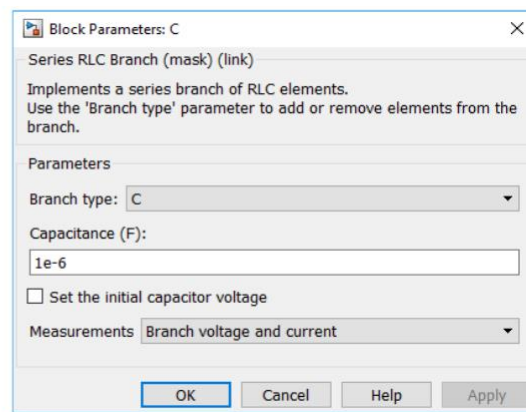 Block Parameters: C
Series RLC Branch (mask) (link)
Implements a series branch of RLC elements.
Use the 'Branch type' parameter to add or remove elements from the
branch.
Parameters
Branch type: C
Capacitance (F):
1e-6
Set the initial capacitor voltage
Measurements Branch voltage and current
OK Cancel Help Apply